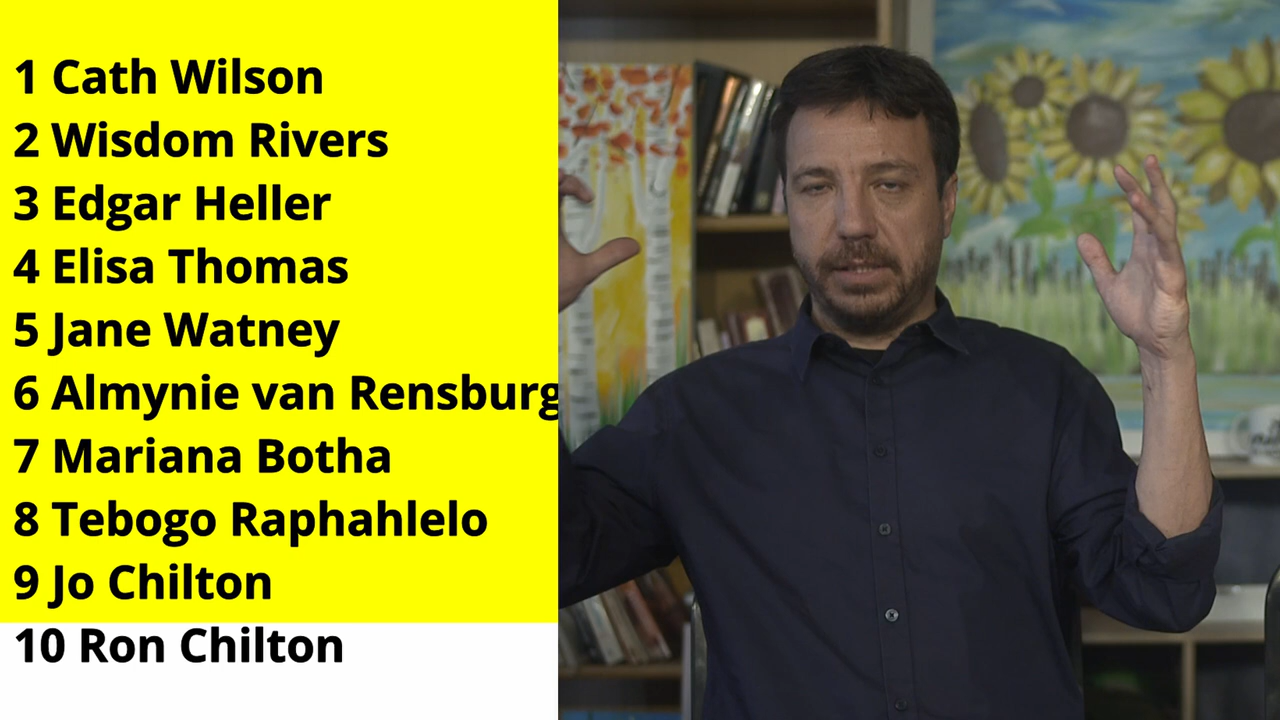 1 Cath Wilson
2 Wisdom Rivers
3 Edgar Heller
4 Elisa Thomas
5 Jane Watney
6 Almynie van Rensburg
7 Mariana Botha
8 Tebogo Raphahlelo
9 Jo Chilton
10 Ron Chilton